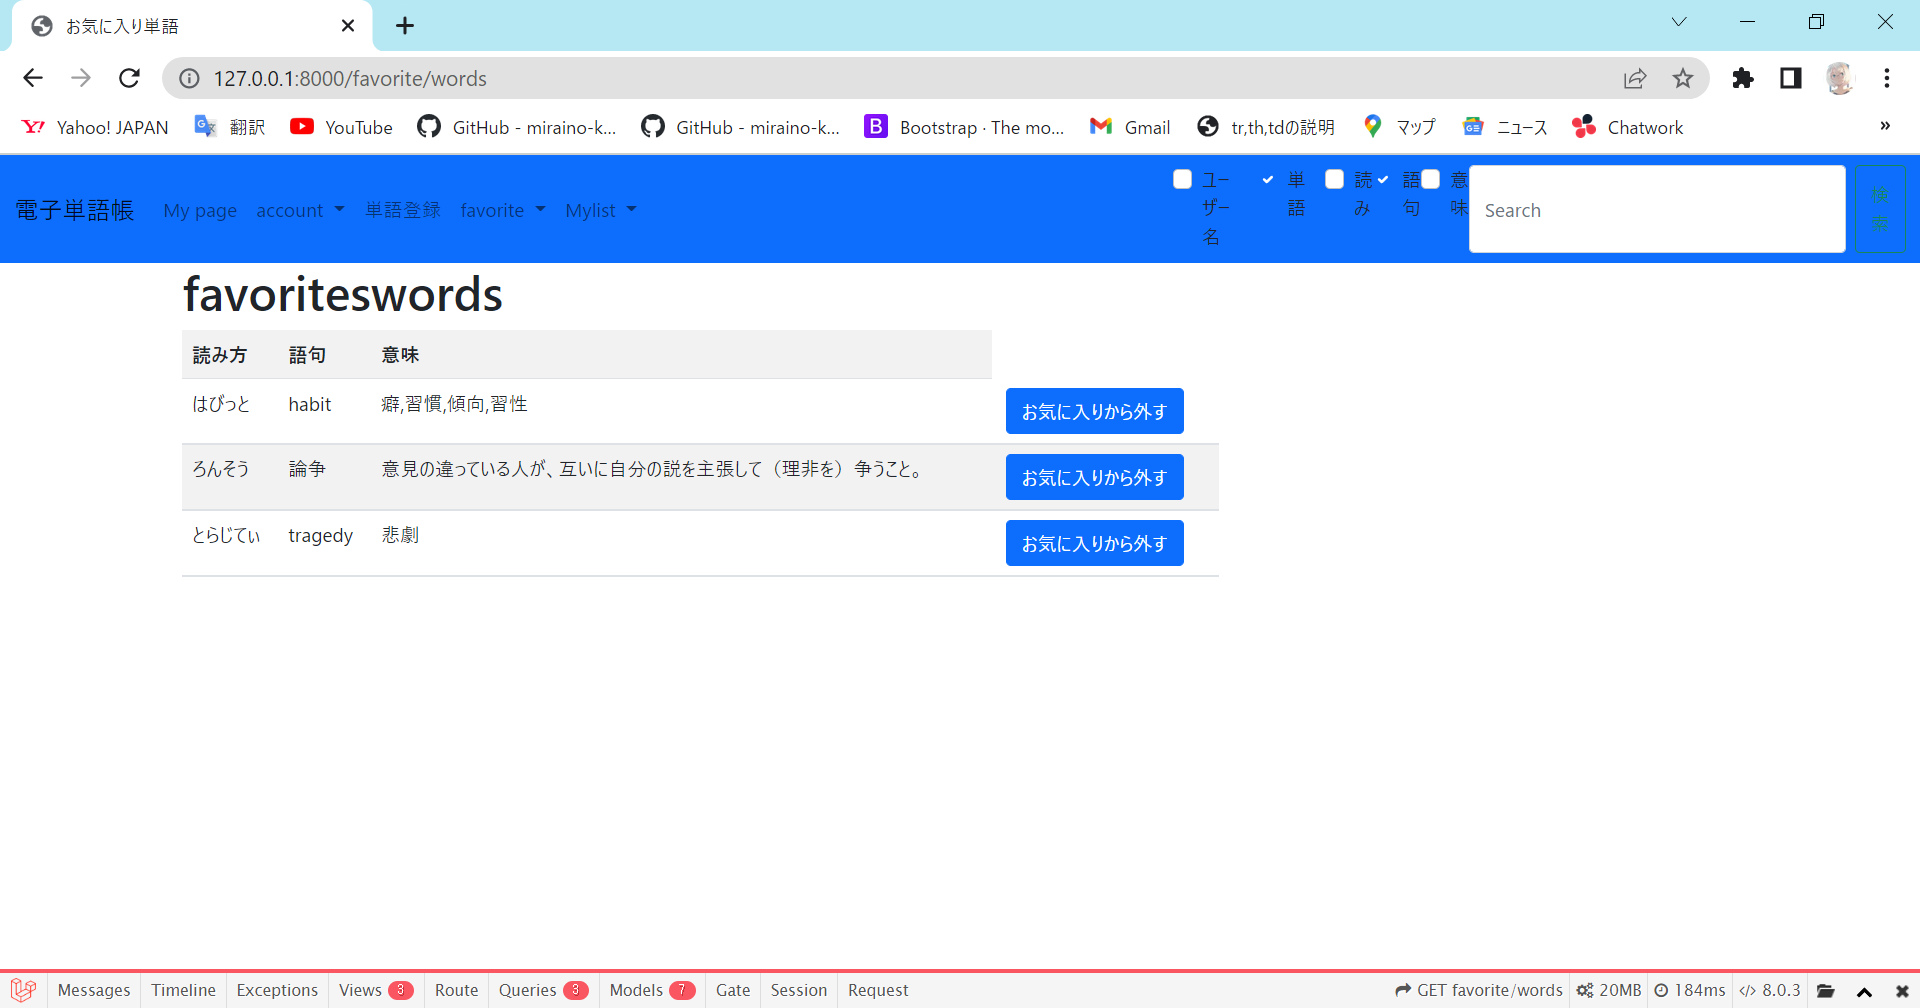 お気に入り単語
127.0.0.1:8000/favorite/words
Yahoo! JAPAN 翻訳 YouTube GitHub - miraino-k... GitHub - miraino-k... Bootstrap · The mo... Gmail tr,th,tdの説明 マップ ニュース Chatwork »
電子単語帳 My page account 単語登録 favorite Mylist ユーザー名 単語 読み 語句 意味 Search 検索
favoriteswords
読み方 語句 意味
はびっと habit 癖,習慣,傾向,習性 お気に入りから外す
ろんそう 論争 意見の違っている人が、互いに自分の説を主張して（理非を）争うこと。 お気に入りから外す
とらじてぃ tragedy 悲劇 お気に入りから外す
Messages Timeline Exceptions Views 3 Route Queries 3 Models 7 Gate Session Request GET favorite/words 20MB 184ms </> 8.0.3